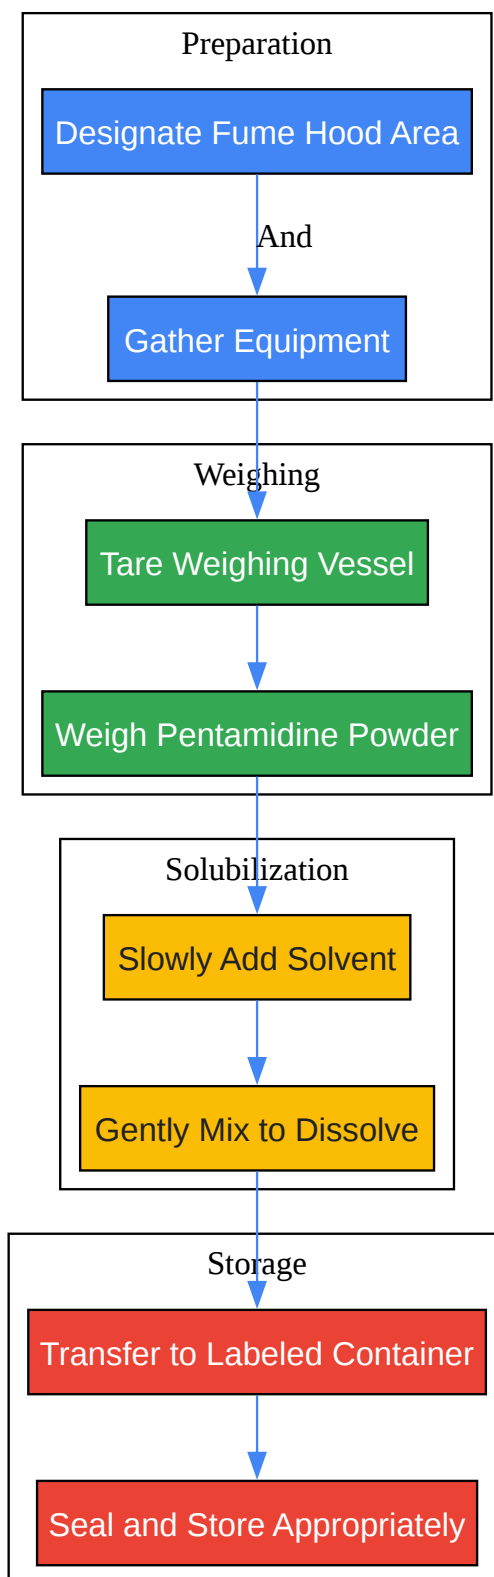 Preparation
Designate Fume Hood Area
And
Gather Equipment
Weighing
Tare Weighing Vessel
Weigh Pentamidine Powder
Solubilization
Slowly Add Solvent
Gently Mix to Dissolve
Storage
Transfer to Labeled Container
Seal and Store Appropriately